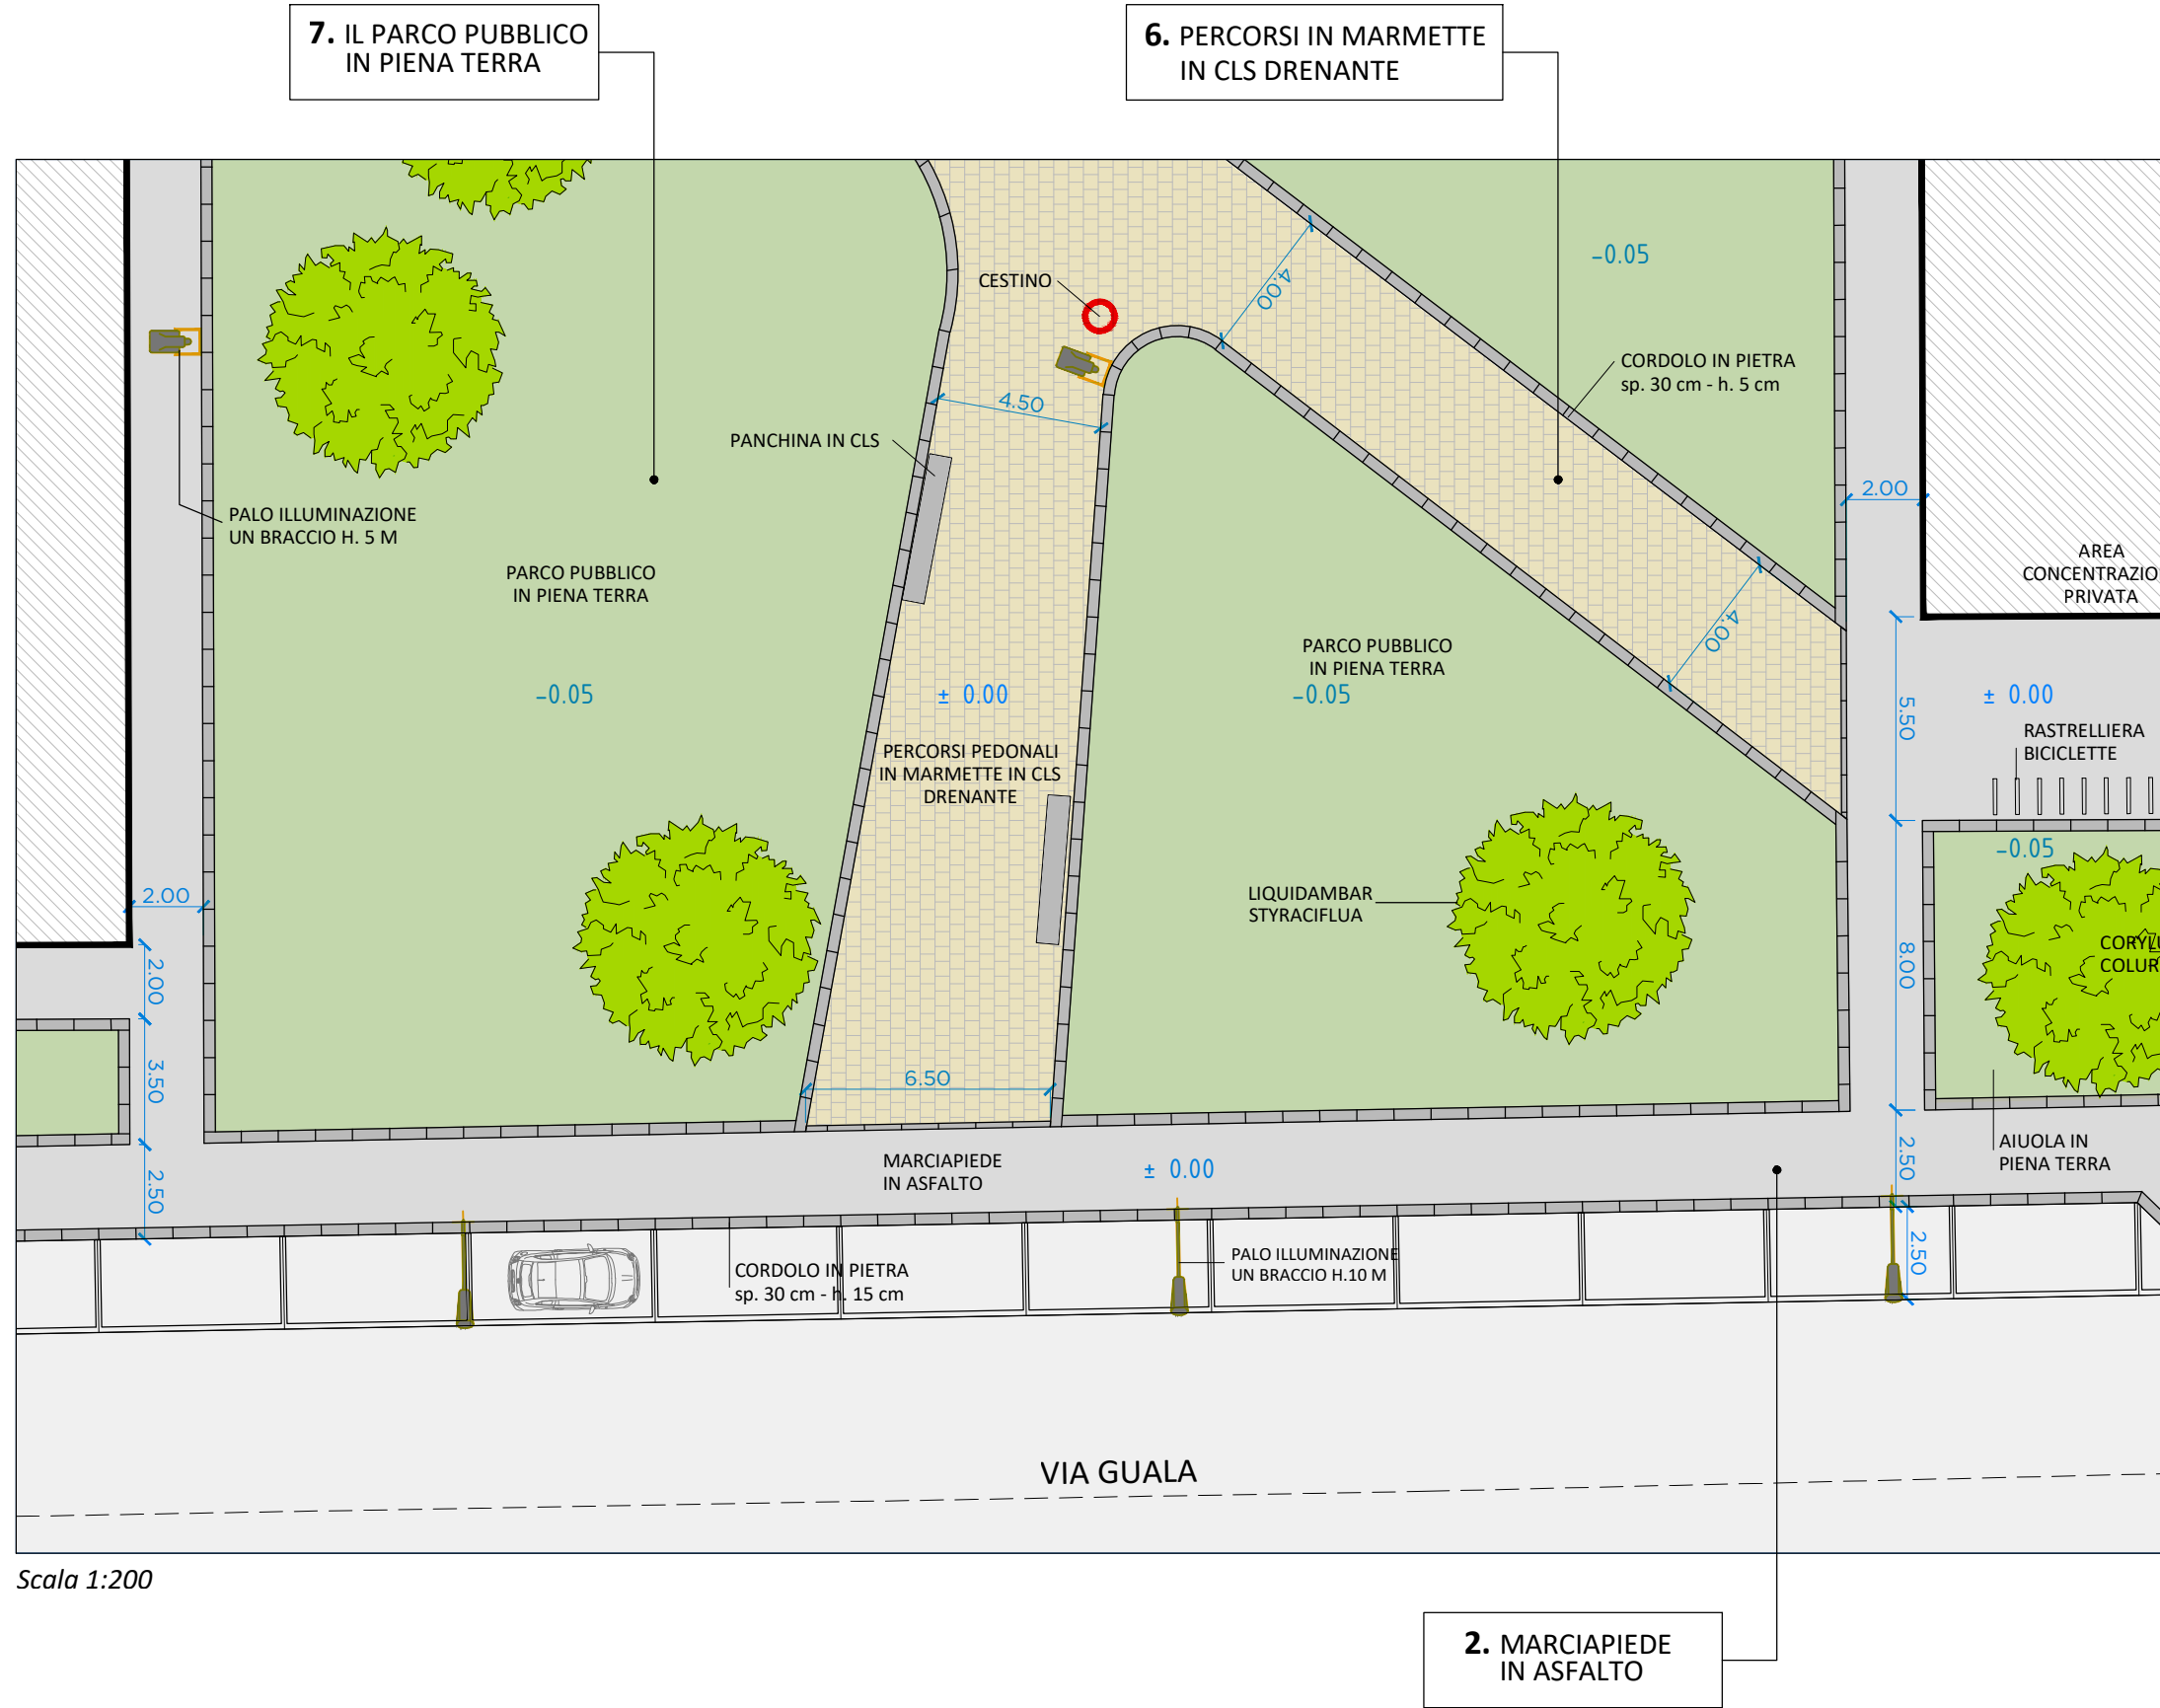 7. IL PARCO PUBBLICO
IN PIENA TERRA
6. PERCORSI IN MARMETTE
IN CLS DRENANTE
-0.05
CESTINO
4.00
CORDOLO IN PIETRA
sp. 30 cm - h. 5 cm
4.50
PANCHINA IN CLS
2.00
PALO ILLUMINAZIONE
UN BRACCIO H. 5 M
AREA
CONCENTRAZIO
PRIVATA
PARCO PUBBLICO
IN PIENA TERRA
4.00
PARCO PUBBLICO
IN PIENA TERRA
-0.05
± 0.00
-0.05
± 0.00
5.50
RASTRELLIERA
BICICLETTE
PERCORSI PEDONALI
IN MARMETTE IN CLS
DRENANTE
-0.05
2.00
LIQUIDAMBAR
STYRACIFLUA
CORYLU
COLUR
8.00
2.00
3.50
6.50
2.50
MARCIAPIEDE
IN ASFALTO
± 0.00
2.50
AIUOLA IN
PIENA TERRA
CORDOLO IN PIETRA
sp. 30 cm - h. 15 cm
PALO ILLUMINAZIONE
UN BRACCIO H.10 M
2.50
VIA GUALA
Scala 1:200
2. MARCIAPIEDE
IN ASFALTO